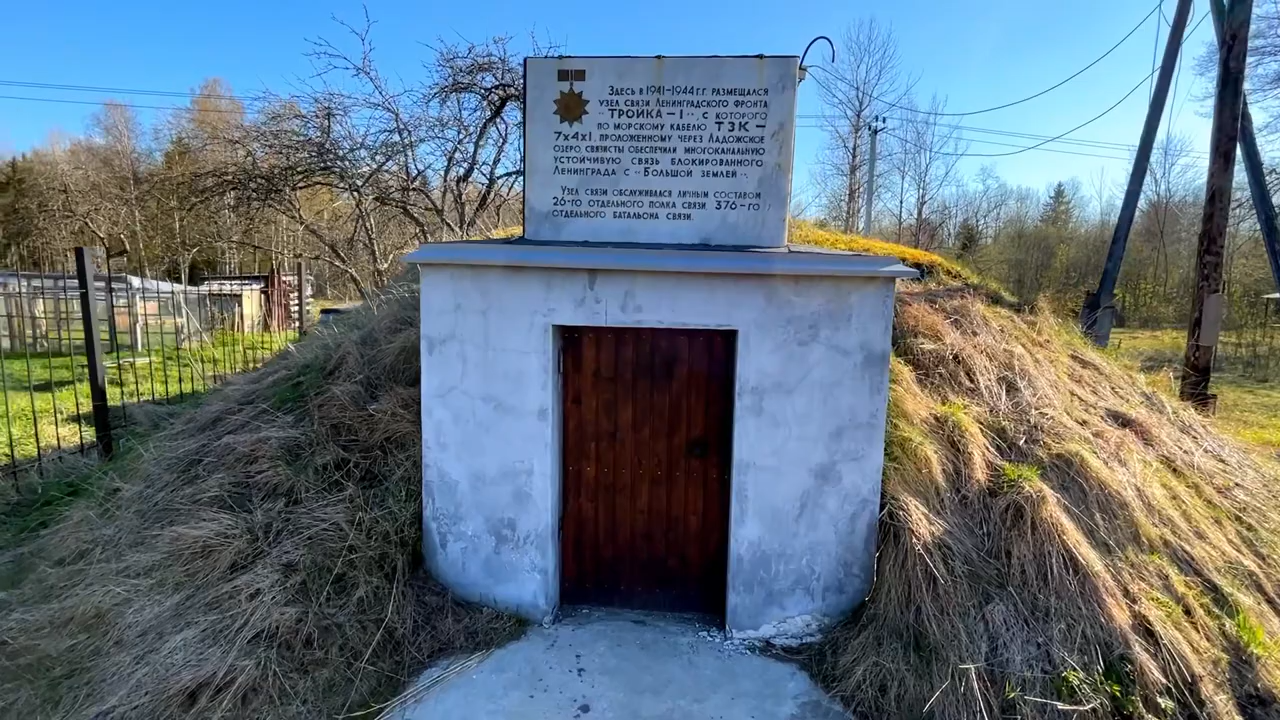 Здесь в 1941-1944 г.г. размещался
узел связи Ленинградского фронта
"Тройка-1", с которого
по морскому кабелю ТЗК-
7x4x1, проложенному через Ладожское
озеро, связисты обеспечили многоканальную
устойчивую связь блокированного
Ленинграда с "Большой землей".
Узел связи обслуживался личным составом
26-го отдельного полка связи, 376-го
отдельного батальона связи.